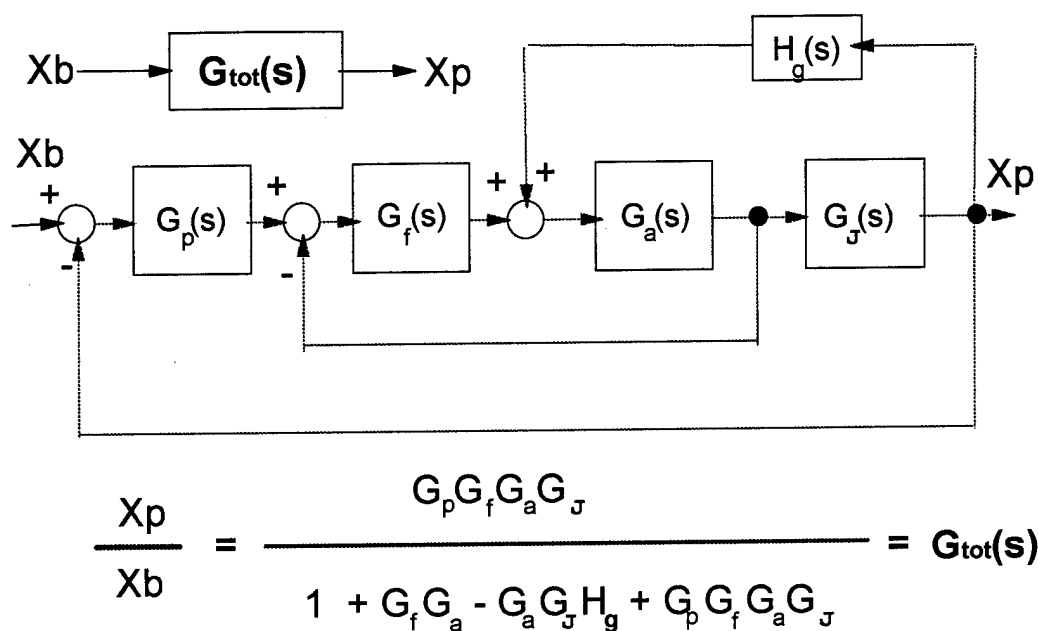 Xb Gtot(s) Xp
Hg(s)
Xb Xp
+ + + +
Gp(s) Gf(s) Ga(s) GJ(s)
- -
GpGfGaGJ
Xp = = Gtot(s)
Xb
1 + GfGa - GaGJHg + GpGfGaGJ